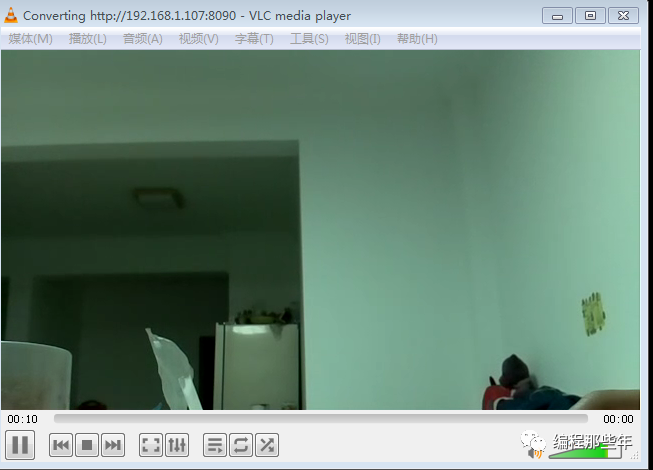 Converting http://192.168.1.107:8090 - VLC media player
媒体(M) 播放(L) 音频(A) 视频(V) 字幕(T) 工具(S) 视图(I) 帮助(H)
00:10 00:00
编程那些年